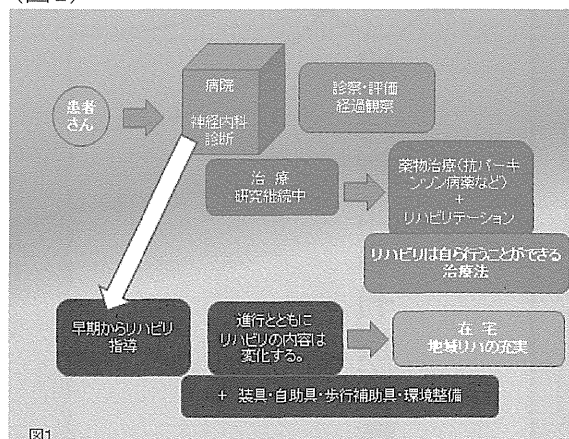 患者
さん
病院
神経内科
診断
診察・評価
経過観察
治 療
研究継続中
薬物治療(抗パーキ
ンソン病薬など)
+
リハビリテーション
リハビリは自ら行うことができる
治療法
早期からリハビリ
指導
進行とともに
リハビリの内容は
変化する。
在 宅
地域リハの充実
+ 装具・自助具・歩行補助具・環境整備
図1